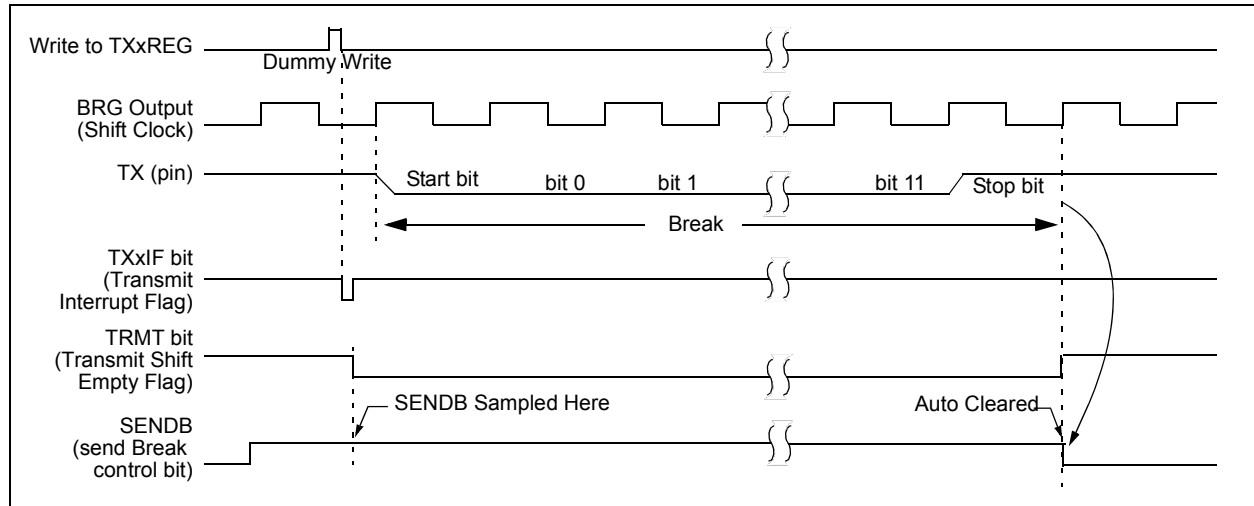 Write to TXxREG
Dummy Write
BRG Output
(Shift Clock)
TX (pin)
Start bit
bit 0
bit 1
bit 11
Stop bit
Break
TXxIF bit
(Transmit
Interrupt Flag)
TRMT bit
(Transmit Shift
Empty Flag)
SENDB Sampled Here
Auto Cleared
SENDB
(send Break
control bit)